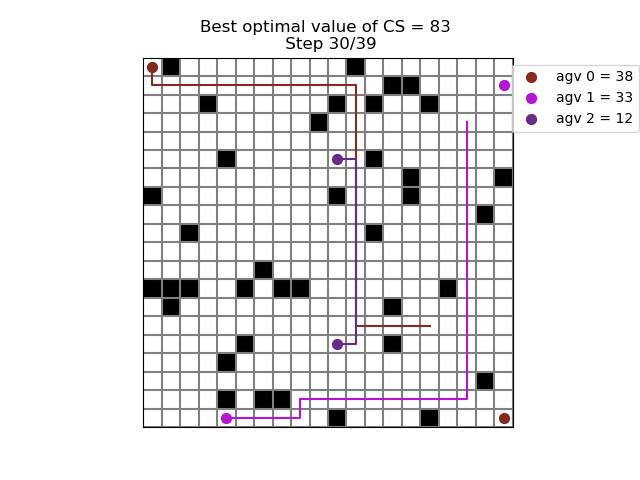 Best optimal value of CS = 83
Step 30/39
agv 0 = 38
agv 1 = 33
agv 2 = 12